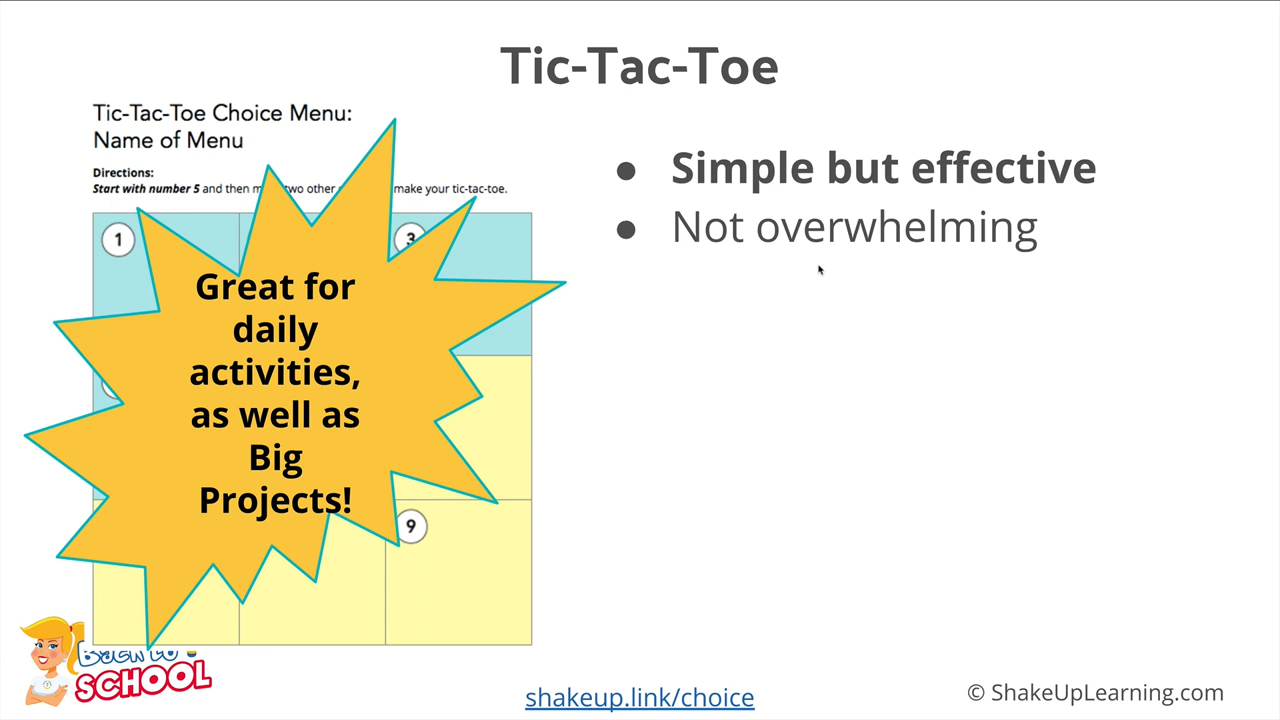 Tic-Tac-Toe
Tic-Tac-Toe Choice Menu:
Name of Menu
Directions:
Start with number 5 and then two other make your tic-tac-toe.
1
3
Great for
daily
activities,
as well as
Big
Projects!
9
● Simple but effective
● Not overwhelming
SCHOOL
shakeup.link/choice
© ShakeUpLearning.com